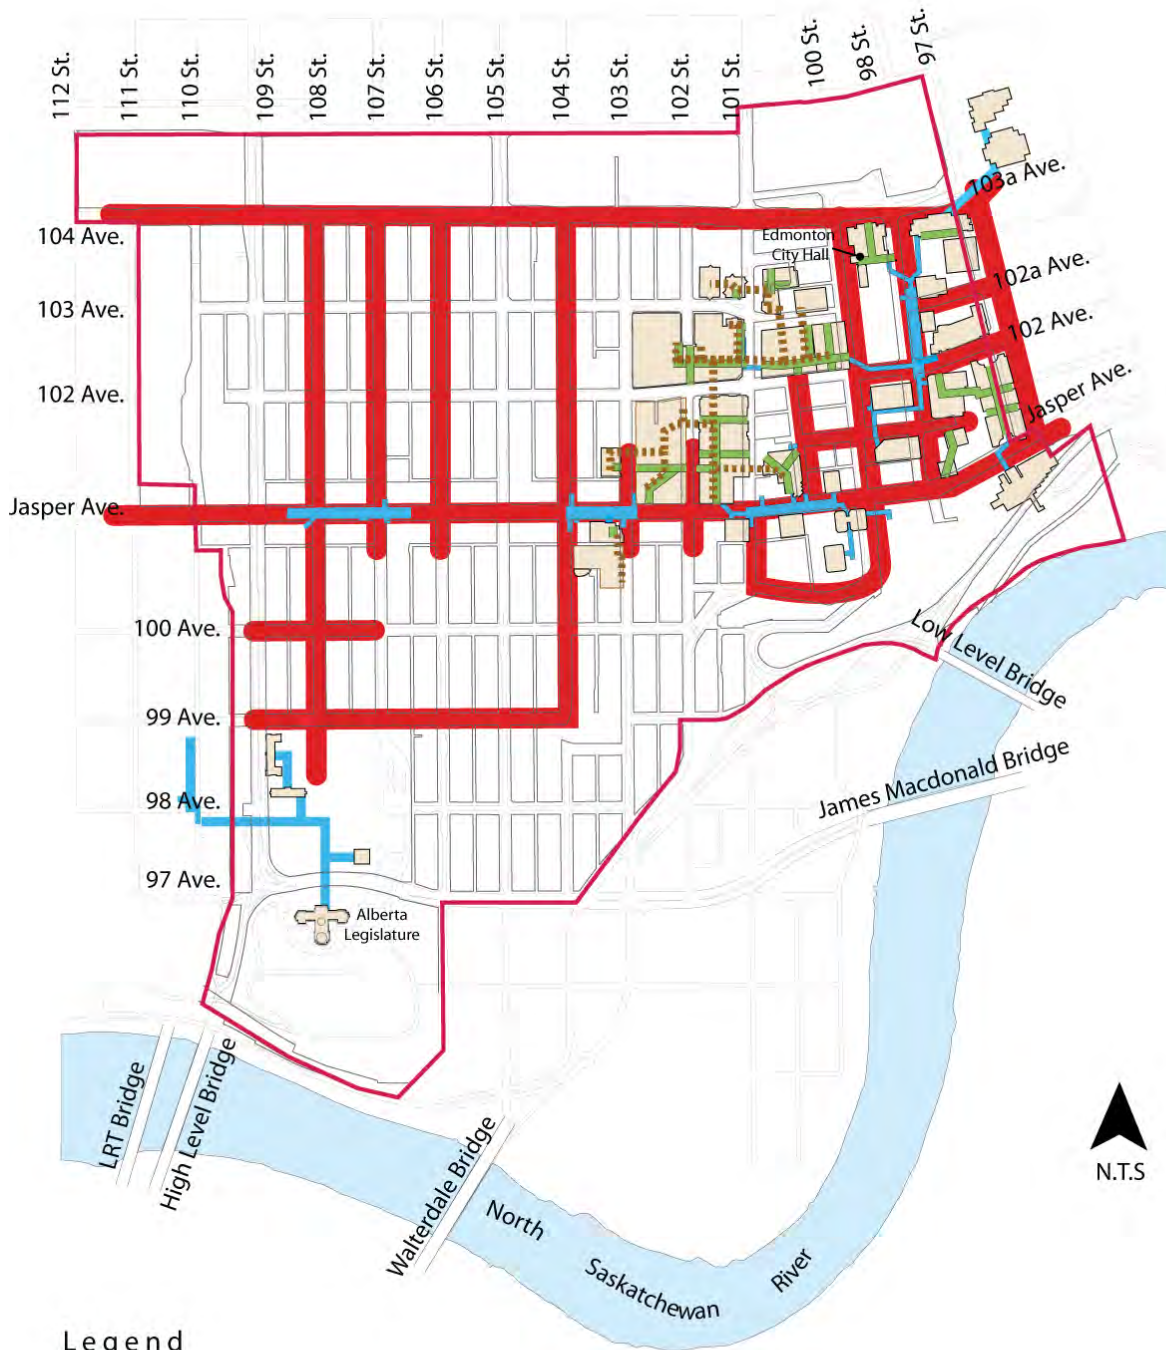 112 St.
111 St.
110 St.
109 St.
108 St.
107 St.
106 St.
105 St.
104 St.
103 St.
102 St.
101 St.
100 St.
98 St.
97 St.
103a Ave.
104 Ave.
Edmonton
City Hall
102a Ave.
103 Ave.
102 Ave.
102 Ave.
Jasper Ave.
Jasper Ave.
100 Ave.
Low Level Bridge
99 Ave.
James Macdonald Bridge
98 Ave.
97 Ave.
Alberta
Legislature
LRT Bridge
High Level Bridge
Walterdale Bridge
N.T.S
North
Saskatchewan
River
Legend